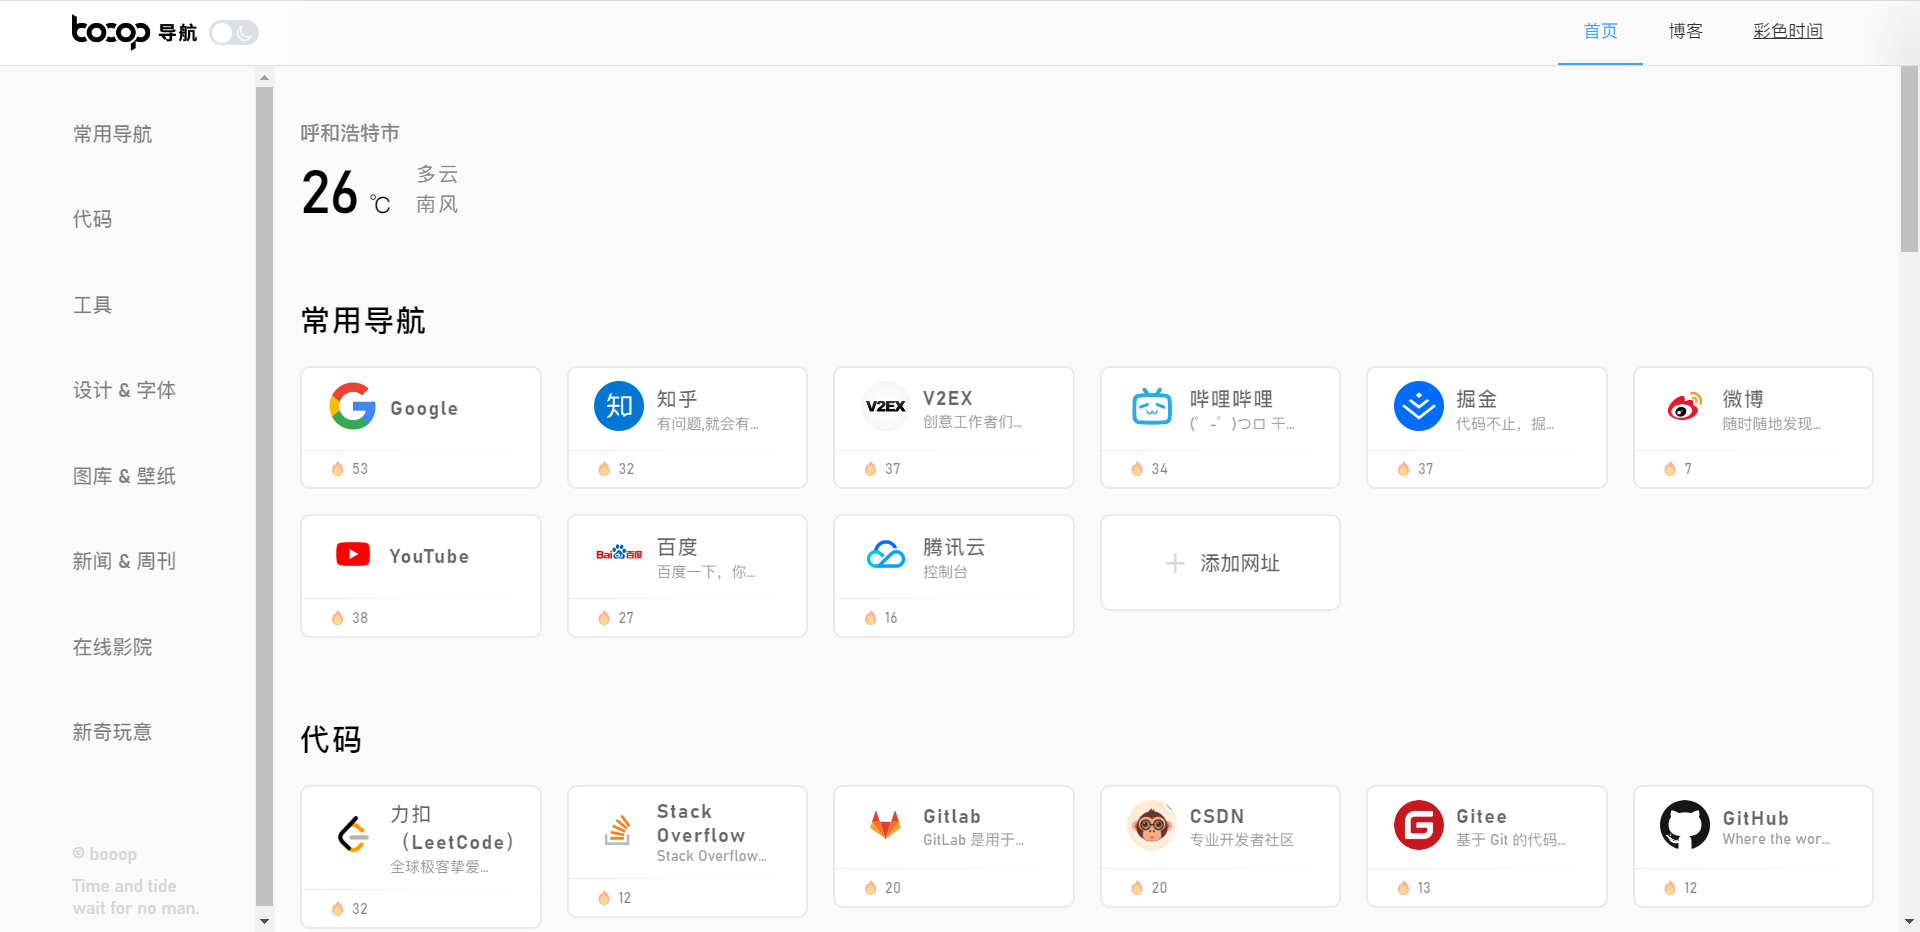 booop 导航
首页
博客
彩色时间
常用导航
代码
工具
设计 & 字体
图库 & 壁纸
新闻 & 周刊
在线影院
新奇玩意
© booop
Time and tide
wait for no man.
呼和浩特市
26 ℃
多云
南风
常用导航
Google
53
知
知乎
有问题,就会有...
32
V2EX
V2EX
创意工作者们...
37
哔哩哔哩
(゜-゜)つロ 干...
34
掘金
代码不止，掘...
37
微博
随时随地发现...
7
YouTube
38
Bai百度
百度
百度一下，你...
27
腾讯云
控制台
16
添加网址
代码
力扣
（LeetCode）
全球极客挚爱...
32
Stack
Overflow
Stack Overflow...
12
Gitlab
GitLab 是用于...
20
CSDN
专业开发者社区
20
Gitee
基于 Git 的代码...
13
GitHub
Where the wor...
12